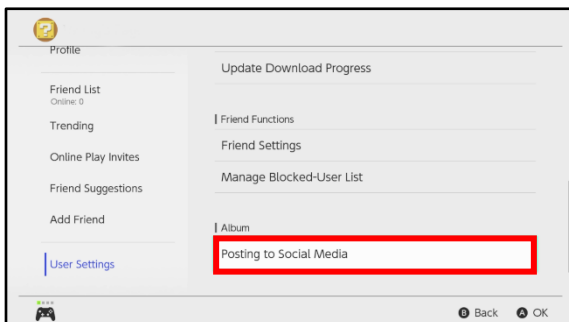 Profile
Friend List
Online: 0
Trending
Online Play Invites
Friend Suggestions
Add Friend
User Settings
Update Download Progress
Friend Functions
Friend Settings
Manage Blocked-User List
Album
Posting to Social Media
B Back A OK